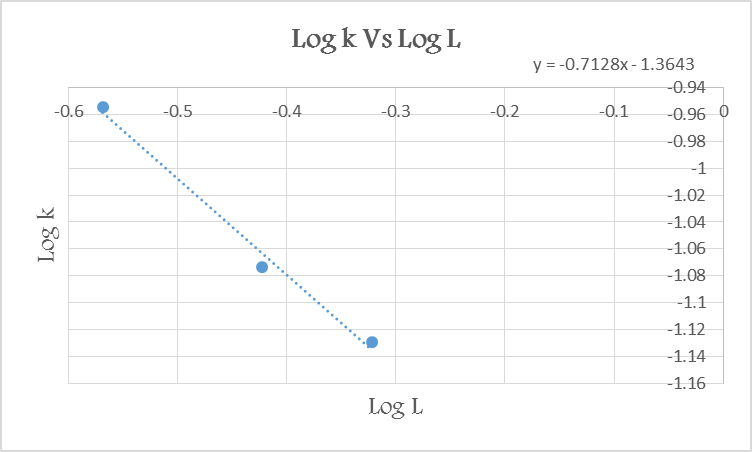 Log k Vs Log L
y = -0.7128x - 1.3643
-0.94
-0.6 -0.5 -0.4 -0.3 -0.2 -0.1 0
-0.96
-0.98
-1
-1.02
-1.04
-1.06
-1.08
-1.1
-1.12
-1.14
-1.16
Log k
Log L